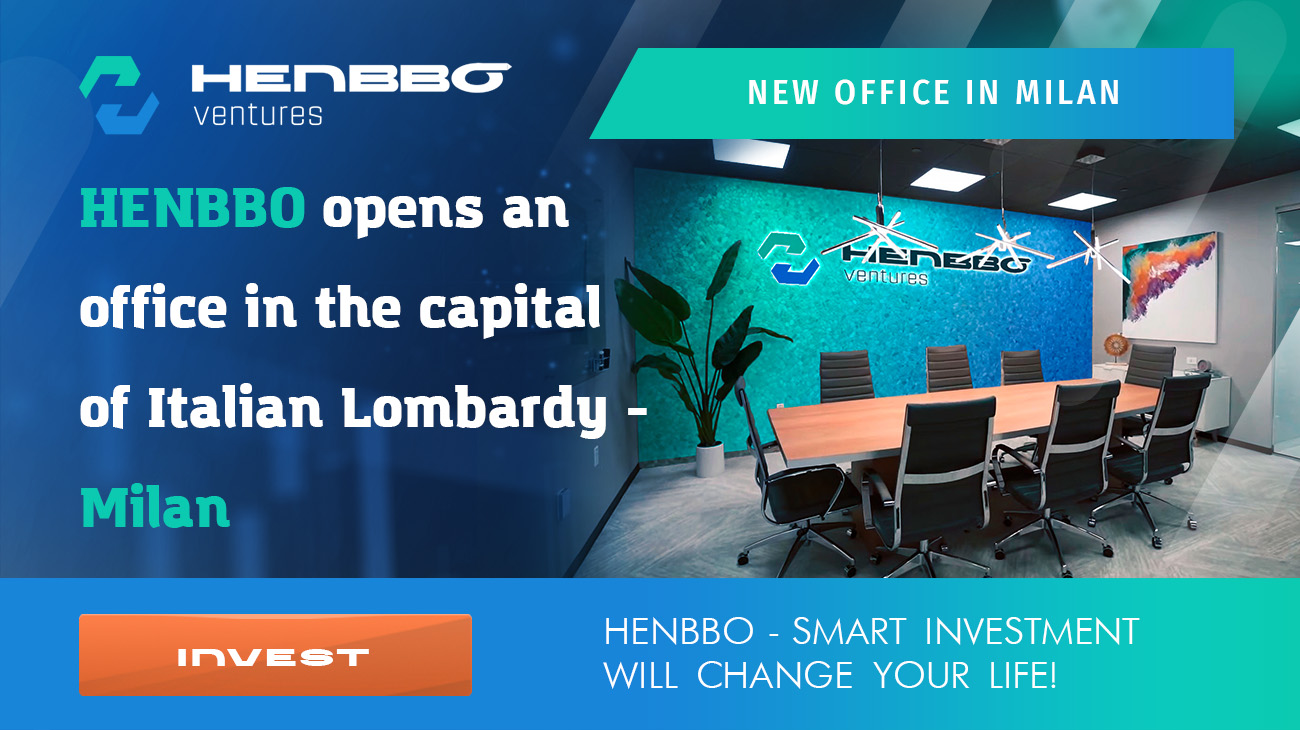 HENBBO
ventures
NEW OFFICE IN MILAN
HENBBO opens an
office in the capital
of Italian Lombardy -
Milan
HENBBO
ventures
INVEST
HENBBO - SMART INVESTMENT
WILL CHANGE YOUR LIFE!